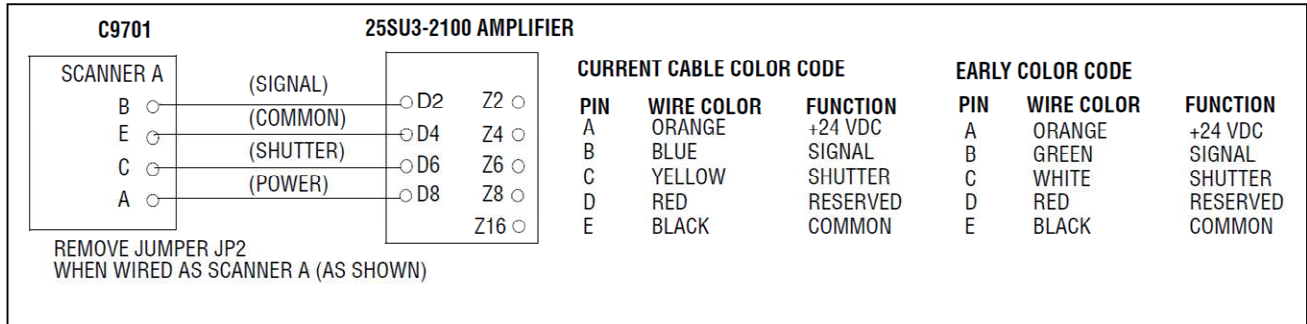 C9701
25SU3-2100 AMPLIFIER
SCANNER A
(SIGNAL)
B
D2
Z2
(COMMON)
E
D4
Z4
(SHUTTER)
C
D6
Z6
(POWER)
A
D8
Z8
Z16
REMOVE JUMPER JP2
WHEN WIRED AS SCANNER A (AS SHOWN)
CURRENT CABLE COLOR CODE
PIN WIRE COLOR FUNCTION
A ORANGE +24 VDC
B BLUE SIGNAL
C YELLOW SHUTTER
D RED RESERVED
E BLACK COMMON
EARLY COLOR CODE
PIN WIRE COLOR FUNCTION
A ORANGE +24 VDC
B GREEN SIGNAL
C WHITE SHUTTER
D RED RESERVED
E BLACK COMMON